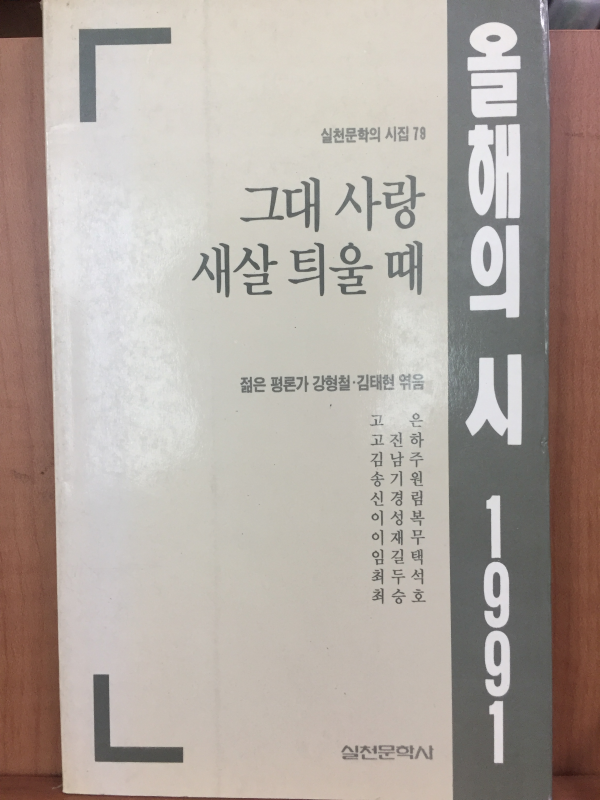 실천문학의 시집 78
그대 사랑
새살 틔울 때
젊은 평론가 강형철·김태현 엮음
고 은
고진하
김남주
송기원
신경림
이성복
이재무
임길택
최두석
최승호
실천문학사
올해의 시 1991